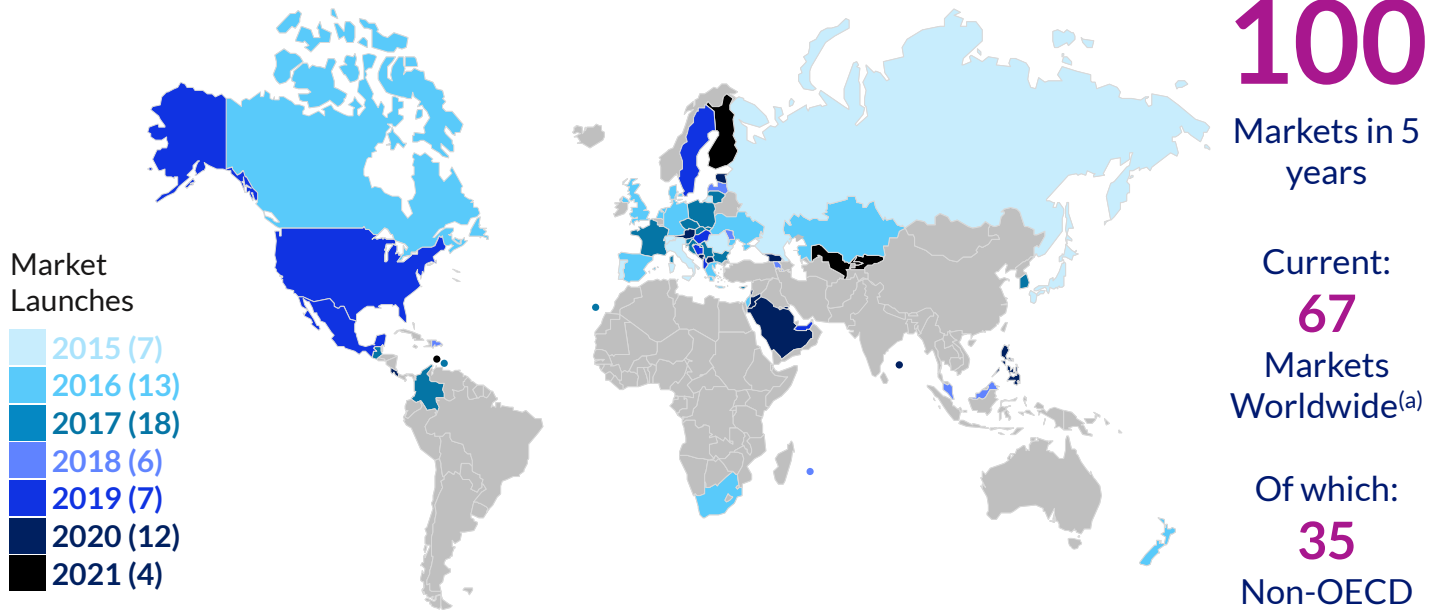 Market
Launches
2015 (7)
2016 (13)
2017 (18)
2018 (6)
2019 (7)
2020 (12)
2021 (4)
100
Markets in 5
years
Current:
67
Markets
Worldwide(a)
Of which:
35
Non-OECD